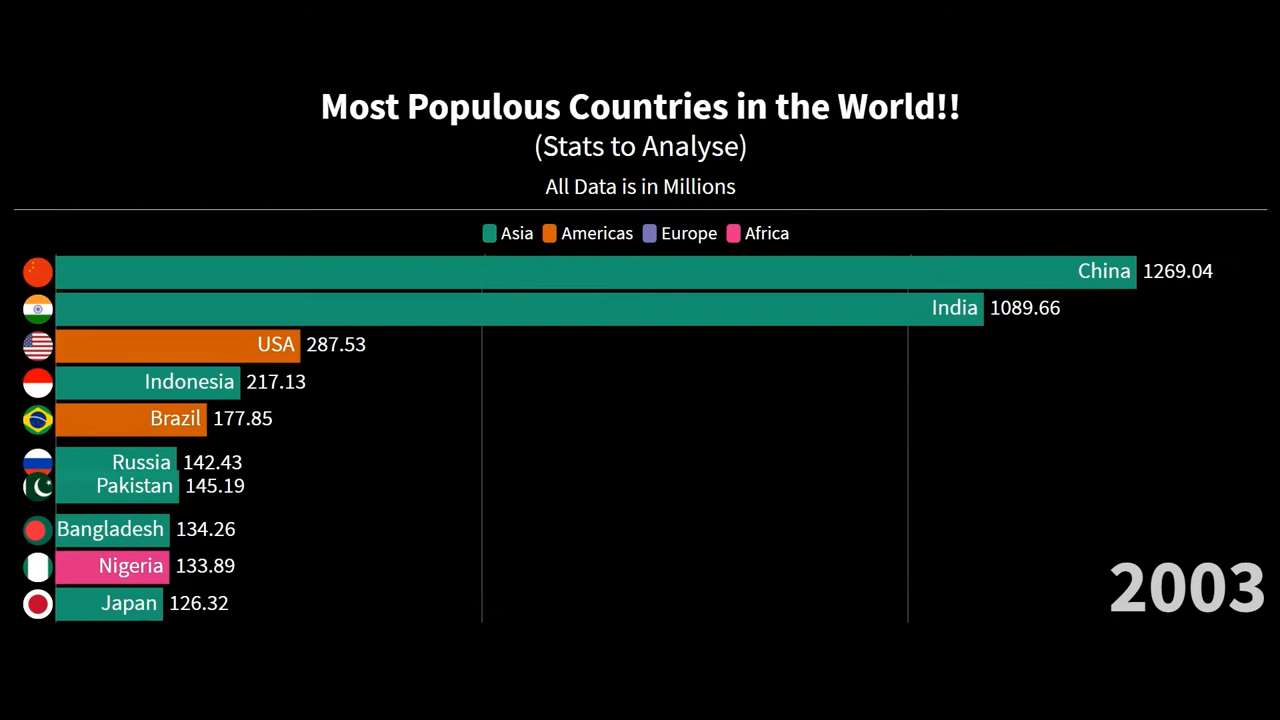 Most Populous Countries in the World!!
(Stats to Analyse)
All Data is in Millions
Asia Americas Europe Africa
China 1269.04
India 1089.66
USA 287.53
Indonesia 217.13
Brazil 177.85
Russia 142.43
Pakistan 145.19
Bangladesh 134.26
Nigeria 133.89
Japan 126.32
2003